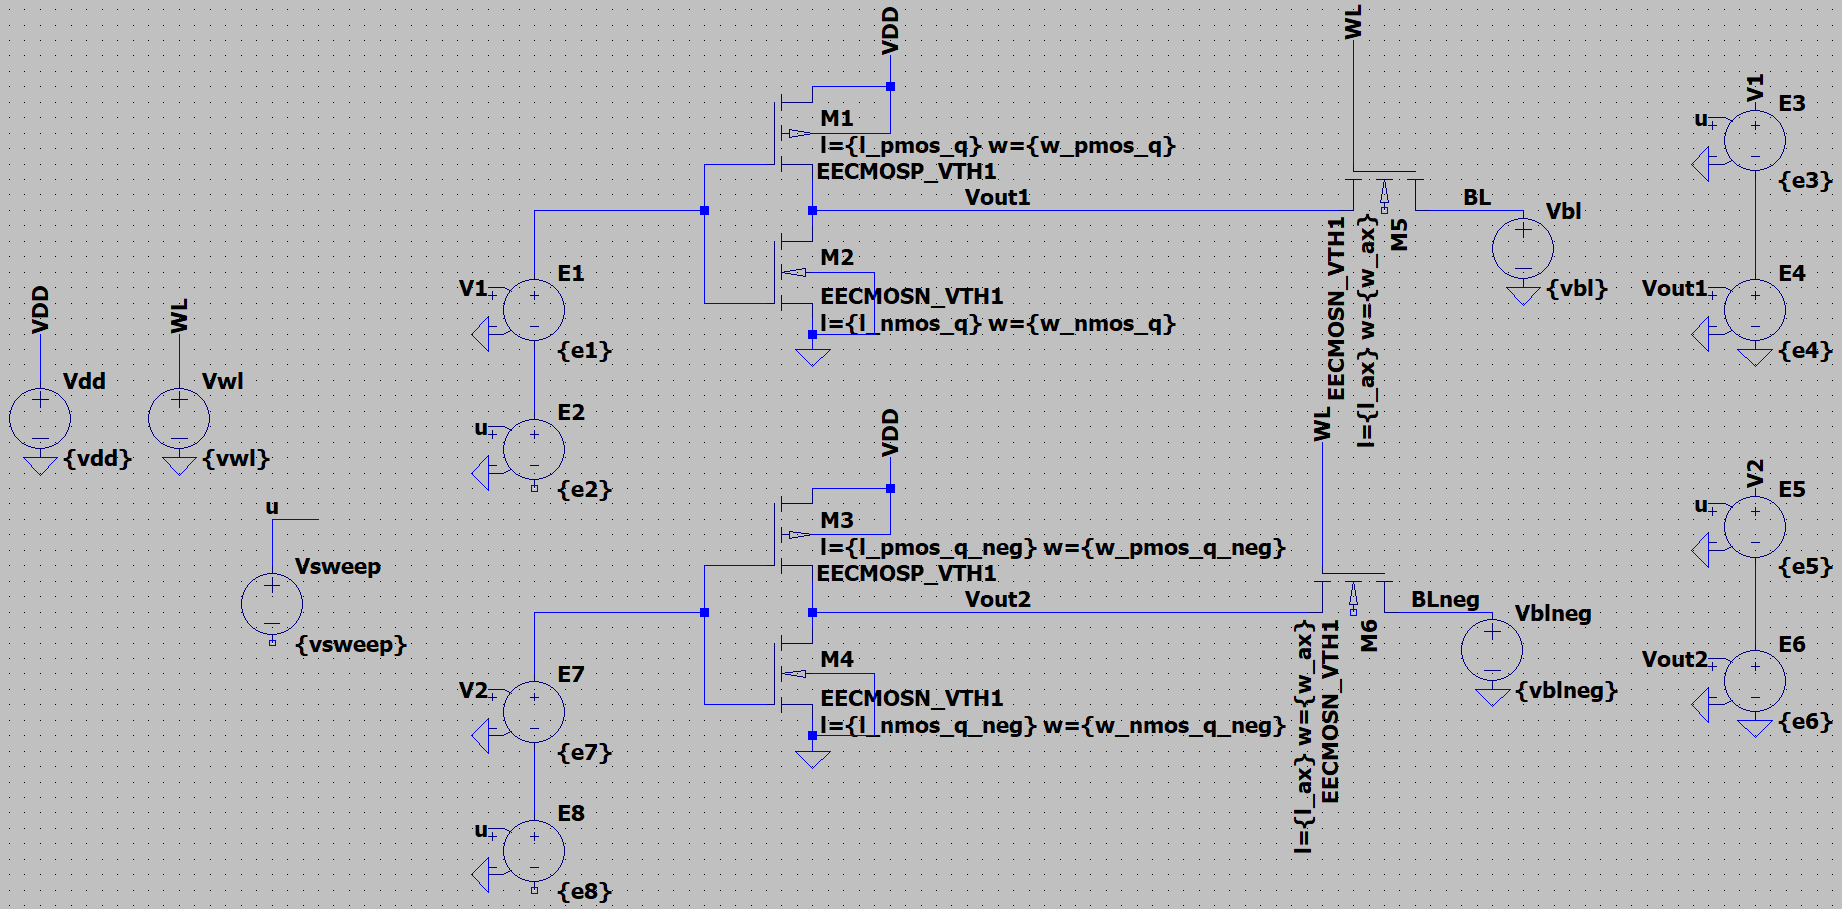 VDD
WL
M1
l={l_pmos_q} w={w_pmos_q}
EECMOSP_VTH1
Vout1
M2
EECMOSN_VTH1
l={l_nmos_q} w={w_nmos_q}
V1
E1
{e1}
u
E2
{e2}
VDD
Vdd
{vdd}
WL
Vwl
{vwl}
u
Vsweep
{vsweep}
EECMOSN_VTH1
l={l_ax} w={w_ax}
M5
BL
Vbl
{vbl}
V1
u
E3
{e3}
Vout1
E4
{e4}
VDD
M3
l={l_pmos_q_neg} w={w_pmos_q_neg}
EECMOSP_VTH1
Vout2
M4
EECMOSN_VTH1
l={l_nmos_q_neg} w={w_nmos_q_neg}
V2
E7
{e7}
u
E8
{e8}
WL
l={l_ax} w={w_ax}
EECMOSN_VTH1
M6
BLneg
Vblneg
{vblneg}
V2
u
E5
{e5}
Vout2
E6
{e6}